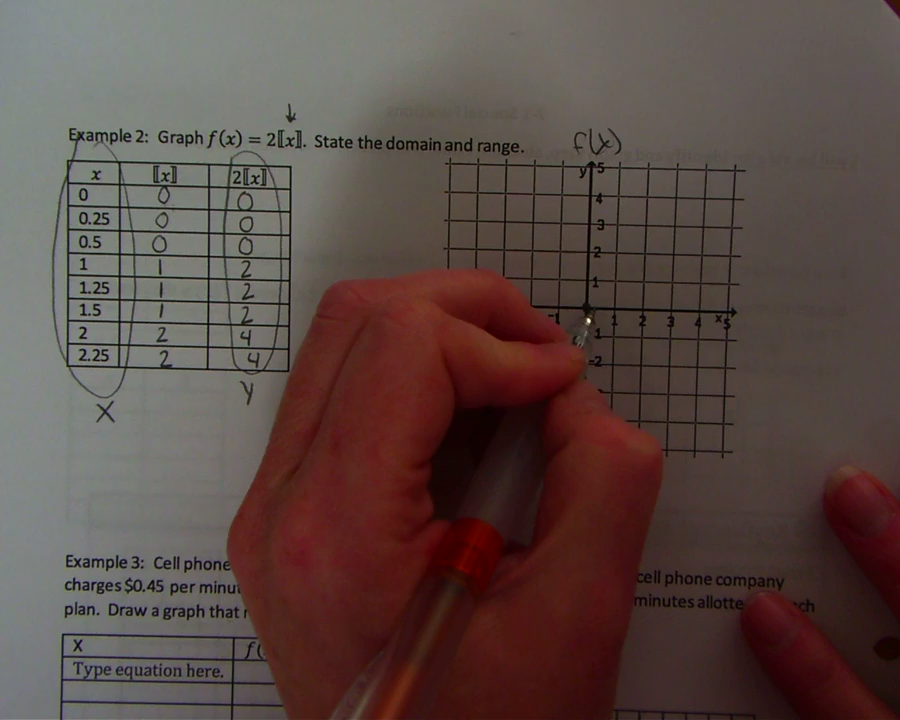 Example 2: Graph f(x) = 2⟦x⟧. State the domain and range.
f(x)
x ⟦x⟧ 2⟦x⟧
0 0 0
0.25 0 0
0.5 0 0
1 1 2
1.25 1 2
1.5 1 2
2 2 4
2.25 2 4
X Y
y 5
4
3
2
1
-1 1 2 3 4 x 5
-2
Example 3: Cell phone cell phone company
charges $0.45 per minu minutes allotte ch
plan. Draw a graph that
X f(
Type equation here.